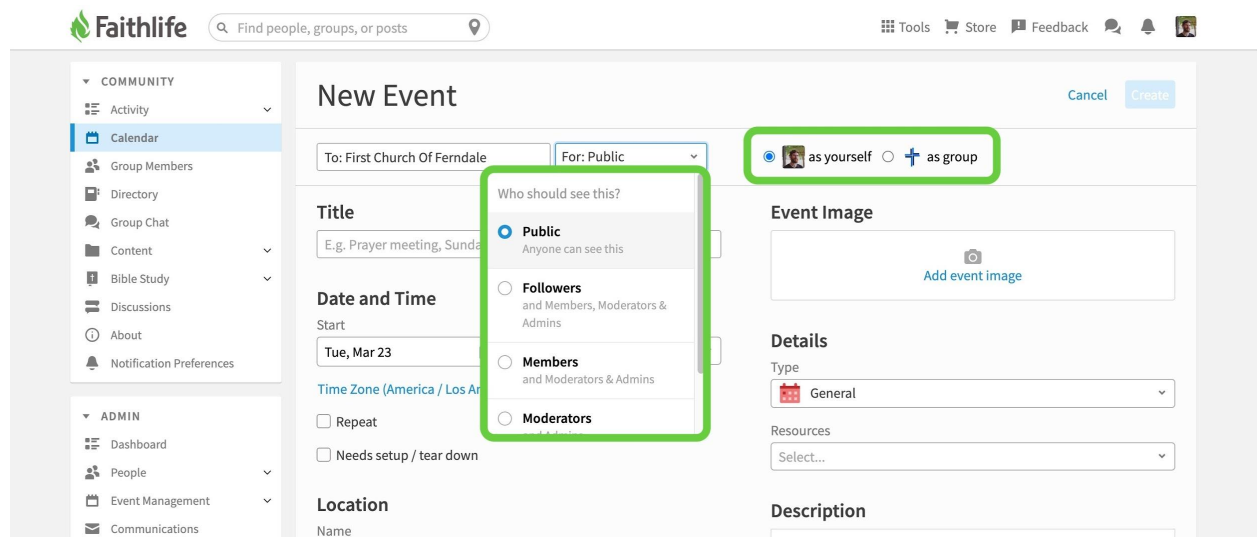 Faithlife
Find people, groups, or posts
Tools
Store
Feedback
COMMUNITY
Activity
Calendar
Group Members
Directory
Group Chat
Content
Bible Study
Discussions
About
Notification Preferences
ADMIN
Dashboard
People
Event Management
Communications
New Event
Cancel
Create
To: First Church Of Ferndale
For: Public
as yourself
as group
Who should see this?
Public
Anyone can see this
Followers
and Members, Moderators &
Admins
Members
and Moderators & Admins
Moderators
and Admins
Title
E.g. Prayer meeting,
Date and Time
Start
Tue, Mar 23
Time Zone (America / Los
Repeat
Needs setup / tear down
Location
Name
Event Image
Add event image
Details
Type
General
Resources
Select...
Description